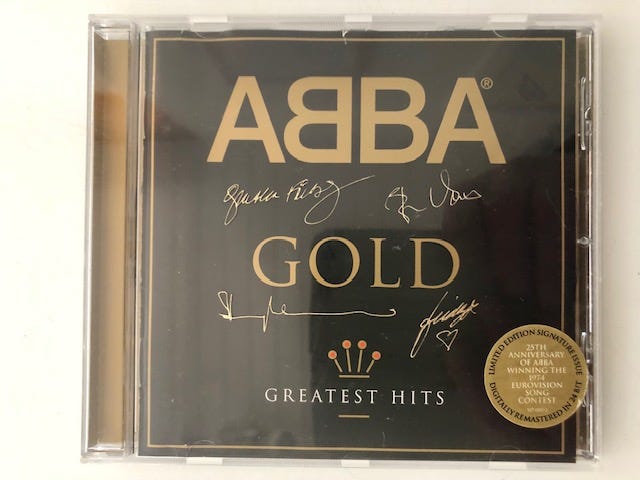 ABBA®
GOLD
GREATEST HITS
LIMITED EDITION SIGNATURE ISSUE
25TH
ANNIVERSARY
OF ABBA
WINNING THE
1974
EUROVISION
SONG
CONTEST
DIGITALLY REMASTERED IN 24 BIT